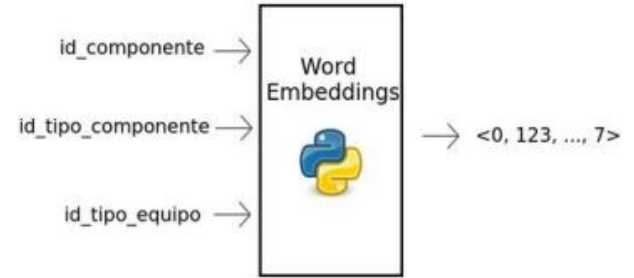 id_componente
Word
Embeddings
id_tipo_componente
<0, 123, ..., 7>
id_tipo_equipo